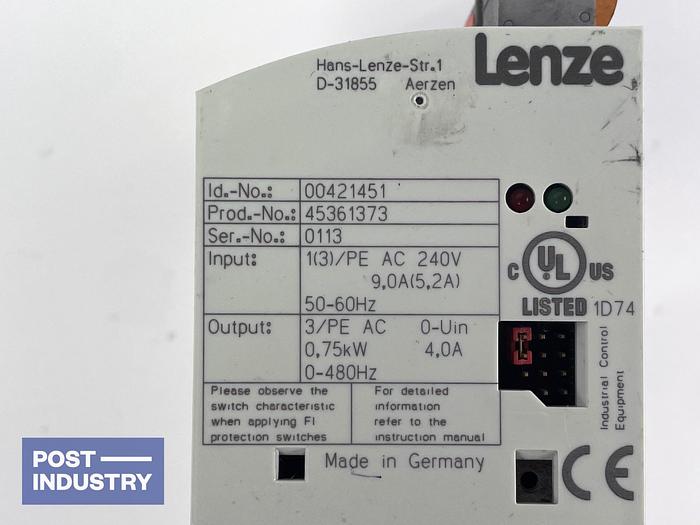 Lenze
Hans-Lenze-Str.1
D-31855 Aerzen
Id.-No.: 00421451
Prod.-No.: 45361373
Ser.-No.: 0113
Input: 1(3)/PE AC 240V
9,0A(5,2A)
50-60Hz
Output: 3/PE AC 0-Uin
0,75kW 4,0A
0-480Hz
Please observe the
switch characteristic
when applying FI
protection switches
For detailed
information
refer to the
instruction manual
Made in Germany
C UL US
LISTED 1D74
Industrial Control
Equipment
CE
POST
INDUSTRY